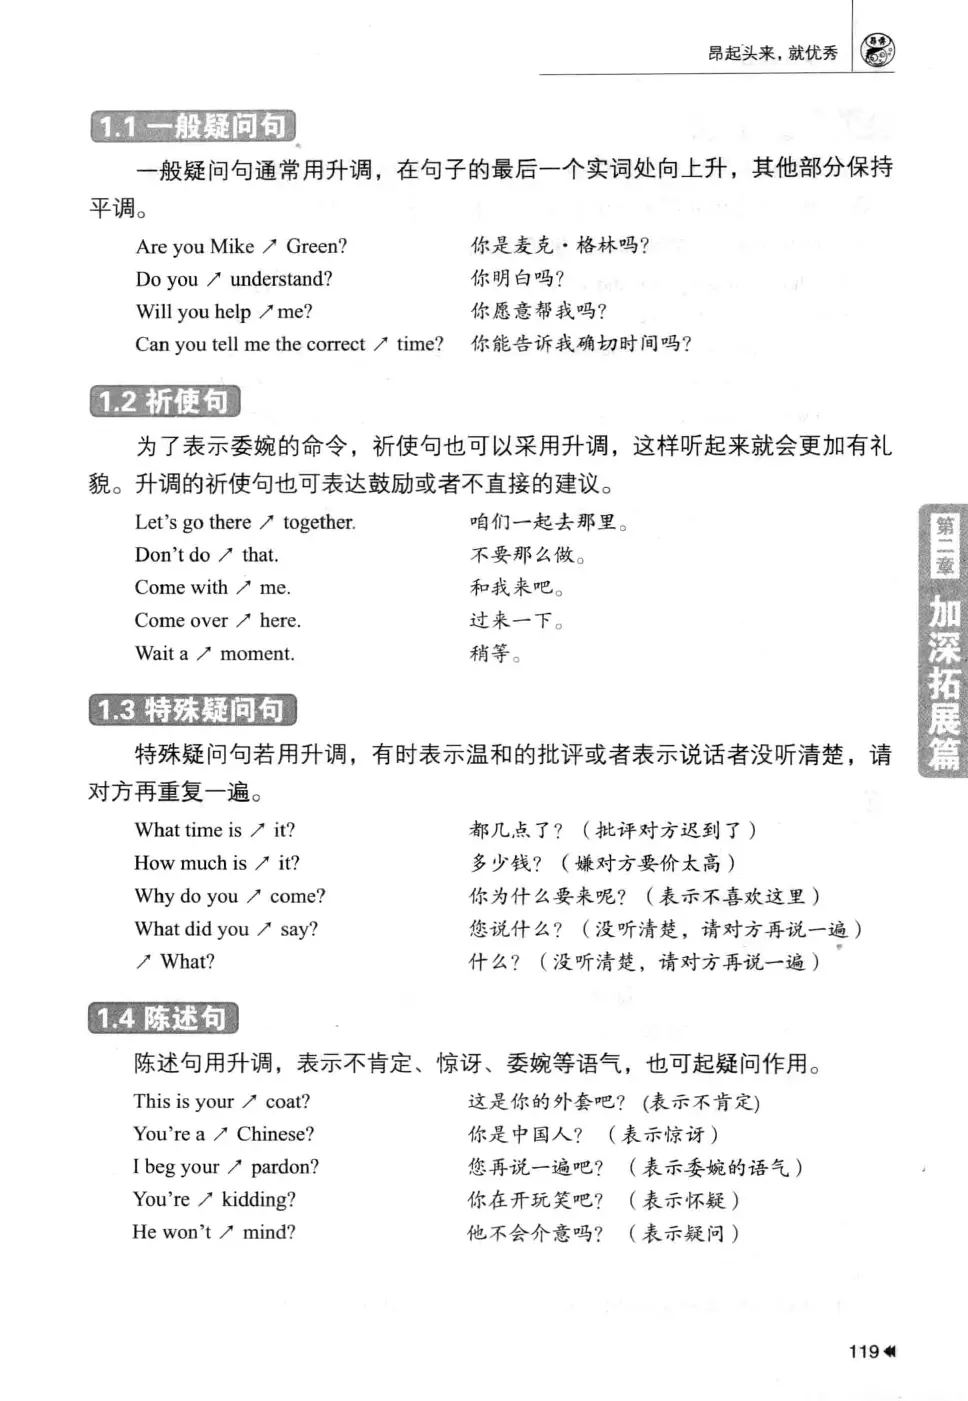 昂起头来，就优秀
1.1 一般疑问句
一般疑问句通常用升调，在句子的最后一个实词处向上升，其他部分保持
平调。
Are you Mike ↗ Green? 你是麦克·格林吗？
Do you ↗ understand? 你明白吗？
Will you help ↗me? 你愿意帮我吗？
Can you tell me the correct ↗ time? 你能告诉我确切时间吗？
1.2 祈使句
为了表示委婉的命令，祈使句也可以采用升调，这样听起来就会更加有礼
貌。升调的祈使句也可表达鼓励或者不直接的建议。
Let's go there ↗ together. 咱们一起去那里。
Don't do ↗ that. 不要那么做。
Come with ↗ me. 和我来吧。
Come over ↗ here. 过来一下。
Wait a ↗ moment. 稍等。
1.3 特殊疑问句
特殊疑问句若用升调，有时表示温和的批评或者表示说话者没听清楚，请
对方再重复一遍。
What time is ↗ it? 都几点了？（批评对方迟到了）
How much is ↗ it? 多少钱？（嫌对方要价太高）
Why do you ↗ come? 你为什么要来呢？（表示不喜欢这里）
What did you ↗ say? 您说什么？（没听清楚，请对方再说一遍）
↗ What? 什么？（没听清楚，请对方再说一遍）
1.4 陈述句
陈述句用升调，表示不肯定、惊讶、委婉等语气，也可起疑问作用。
This is your ↗ coat? 这是你的外套吧？(表示不肯定)
You're a ↗ Chinese? 你是中国人？（表示惊讶）
I beg your ↗ pardon? 您再说一遍吧？（表示委婉的语气）
You're ↗ kidding? 你在开玩笑吧？（表示怀疑）
He won't ↗ mind? 他不会介意吗？（表示疑问）
第二章
加深拓展篇
119